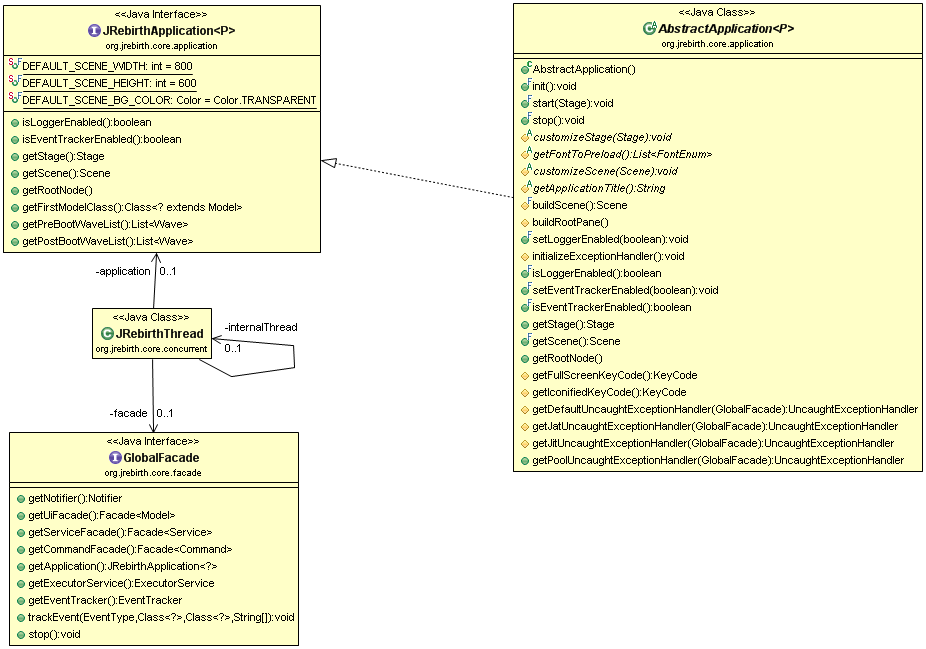 <<Java Interface>>
JRebirthApplication<P>
org.jrebirth.core.application
DEFAULT_SCENE_WIDTH: int = 800
DEFAULT_SCENE_HEIGHT: int = 600
DEFAULT_SCENE_BG_COLOR: Color = Color.TRANSPARENT
isLoggerEnabled():boolean
isEventTrackerEnabled():boolean
getStage():Stage
getScene():Scene
getRootNode()
getFirstModelClass():Class<? extends Model>
getPreBootWaveList():List<Wave>
getPostBootWaveList():List<Wave>
-application 0..1
<<Java Class>>
JRebirthThread
org.jrebirth.core.concurrent
-internalThread
0..1
-facade 0..1
<<Java Interface>>
GlobalFacade
org.jrebirth.core.facade
getNotifier():Notifier
getUiFacade():Facade<Model>
getServiceFacade():Facade<Service>
getCommandFacade():Facade<Command>
getApplication():JRebirthApplication<?>
getExecutorService():ExecutorService
getEventTracker():EventTracker
trackEvent(EventType,Class<?>,Class<?>,String[]):void
stop():void
<<Java Class>>
AbstractApplication<P>
org.jrebirth.core.application
AbstractApplication()
init():void
start(Stage):void
stop():void
customizeStage(Stage):void
getFontToPreload():List<FontEnum>
customizeScene(Scene):void
getApplicationTitle():String
buildScene():Scene
buildRootPane()
setLoggerEnabled(boolean):void
initializeExceptionHandler():void
isLoggerEnabled():boolean
setEventTrackerEnabled(boolean):void
isEventTrackerEnabled():boolean
getStage():Stage
getScene():Scene
getRootNode()
getFullScreenKeyCode():KeyCode
getIconifiedKeyCode():KeyCode
getDefaultUncaughtExceptionHandler(GlobalFacade):UncaughtExceptionHandler
getJatUncaughtExceptionHandler(GlobalFacade):UncaughtExceptionHandler
getJitUncaughtExceptionHandler(GlobalFacade):UncaughtExceptionHandler
getPoolUncaughtExceptionHandler(GlobalFacade):UncaughtExceptionHandler